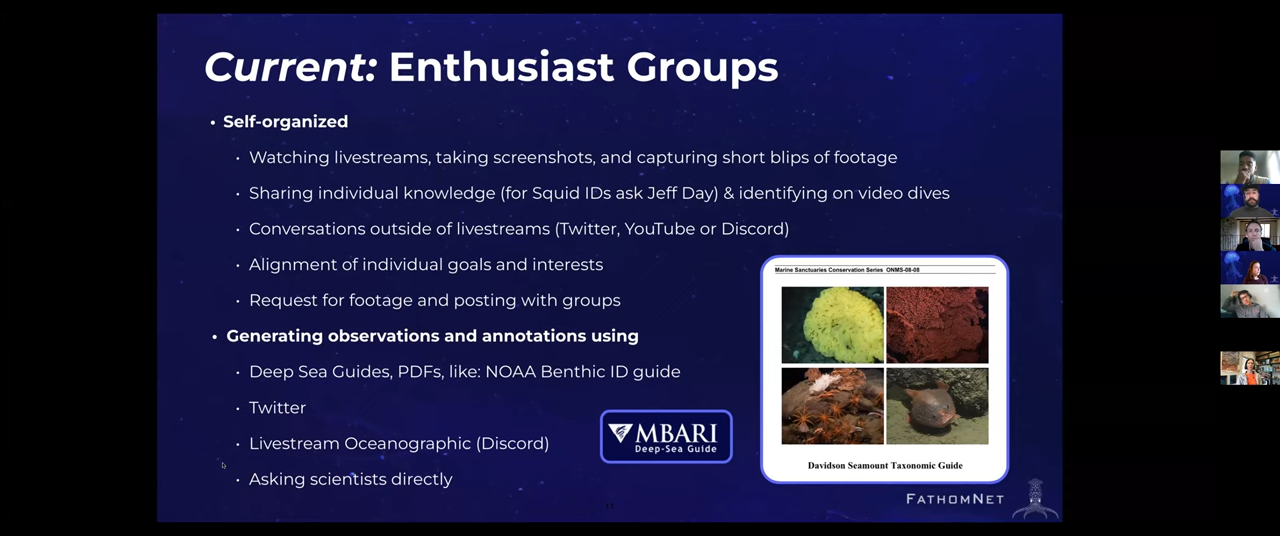 Current: Enthusiast Groups
• Self-organized
• Watching livestreams, taking screenshots, and capturing short blips of footage
• Sharing individual knowledge (for Squid IDs ask Jeff Day) & identifying on video dives
• Conversations outside of livestreams (Twitter, YouTube or Discord)
• Alignment of individual goals and interests
• Request for footage and posting with groups
• Generating observations and annotations using
• Deep Sea Guides, PDFs, like: NOAA Benthic ID guide
• Twitter
• Livestream Oceanographic (Discord)
• Asking scientists directly
MBARI
Deep-Sea Guide
Marine Sanctuaries Conservation Series ONMS-08-08
Davidson Seamount Taxonomic Guide
FATHOMNET